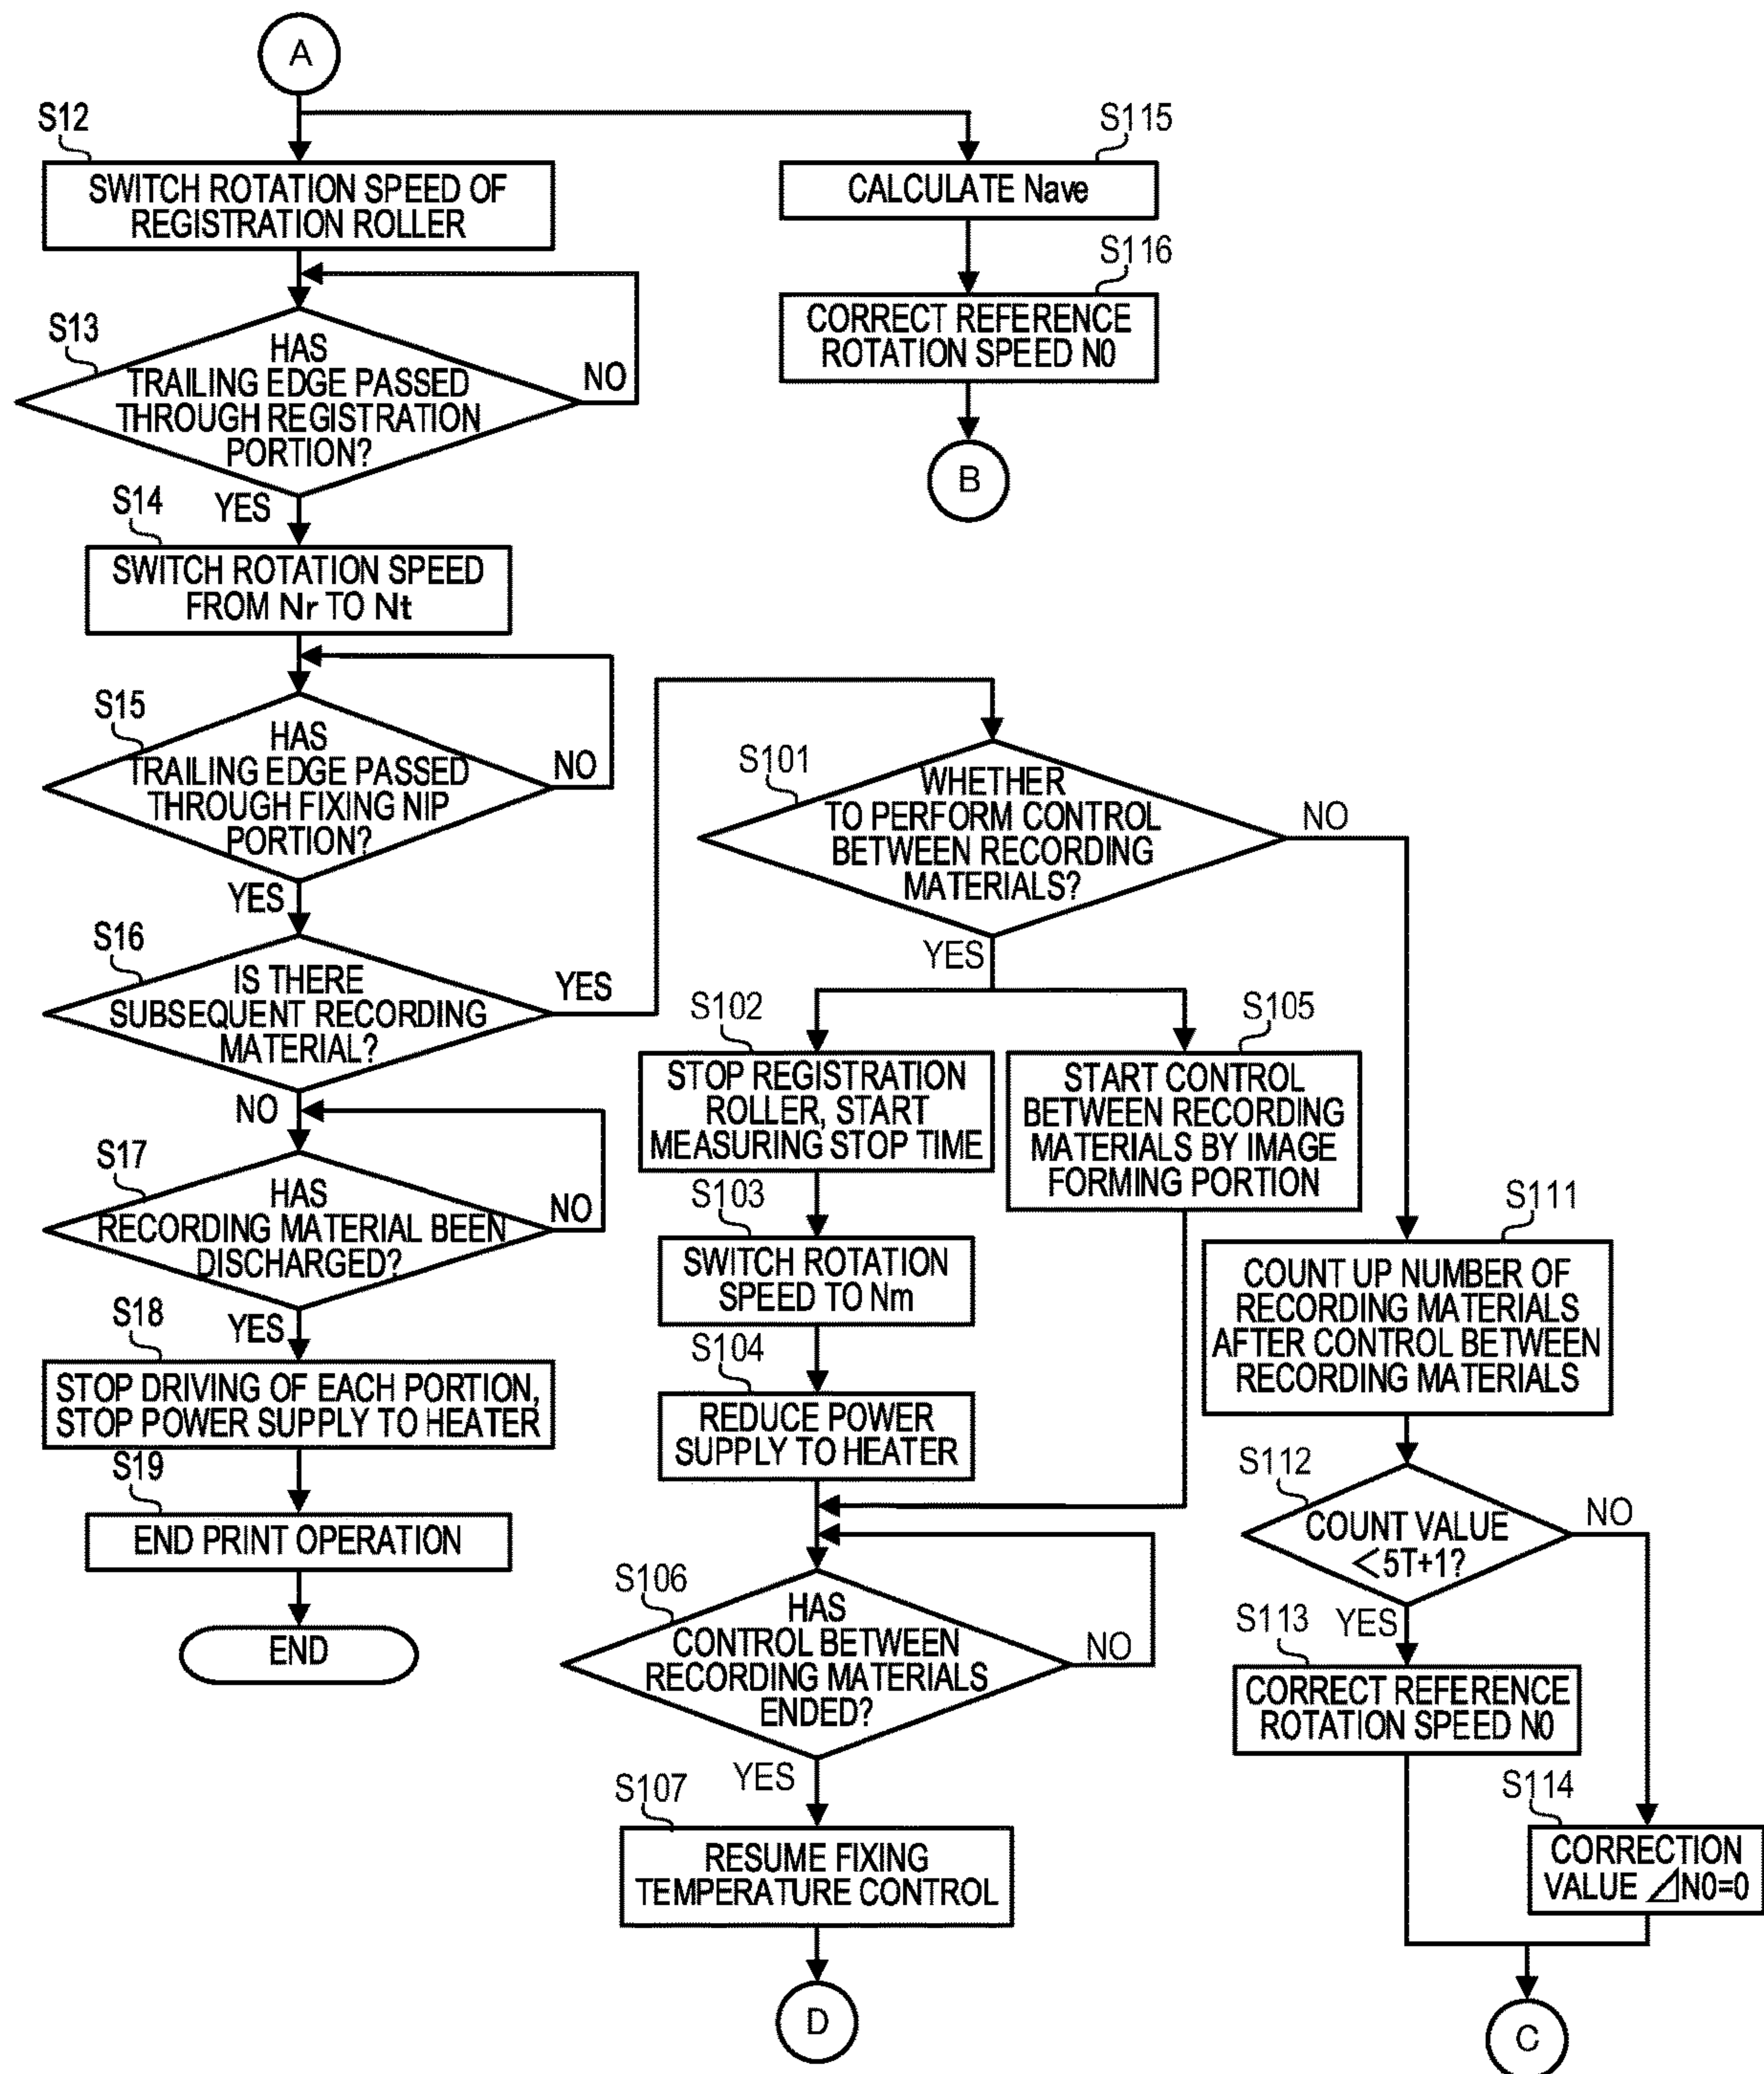 A
S12
SWITCH ROTATION SPEED OF
REGISTRATION ROLLER
S115
CALCULATE Nave
S116
CORRECT REFERENCE
ROTATION SPEED N0
B
S13
HAS
TRAILING EDGE PASSED
THROUGH REGISTRATION
PORTION?
NO
YES
S14
SWITCH ROTATION SPEED
FROM Nr TO Nt
S15
HAS
TRAILING EDGE PASSED
THROUGH FIXING NIP
PORTION?
NO
YES
S16
IS THERE
SUBSEQUENT RECORDING
MATERIAL?
YES
NO
S17
HAS
RECORDING MATERIAL BEEN
DISCHARGED?
NO
YES
S18
STOP DRIVING OF EACH PORTION,
STOP POWER SUPPLY TO HEATER
S19
END PRINT OPERATION
END
S101
WHETHER
TO PERFORM CONTROL
BETWEEN RECORDING
MATERIALS?
NO
YES
S102
STOP REGISTRATION
ROLLER, START
MEASURING STOP TIME
S105
START CONTROL
BETWEEN RECORDING
MATERIALS BY IMAGE
FORMING PORTION
S103
SWITCH ROTATION
SPEED TO Nm
S104
REDUCE POWER
SUPPLY TO HEATER
S106
HAS
CONTROL BETWEEN
RECORDING MATERIALS
ENDED?
NO
YES
S107
RESUME FIXING
TEMPERATURE CONTROL
D
S111
COUNT UP NUMBER OF
RECORDING MATERIALS
AFTER CONTROL BETWEEN
RECORDING MATERIALS
S112
COUNT VALUE
<5T+1?
NO
YES
S113
CORRECT REFERENCE
ROTATION SPEED N0
S114
CORRECTION
VALUE ⊿N0=0
C